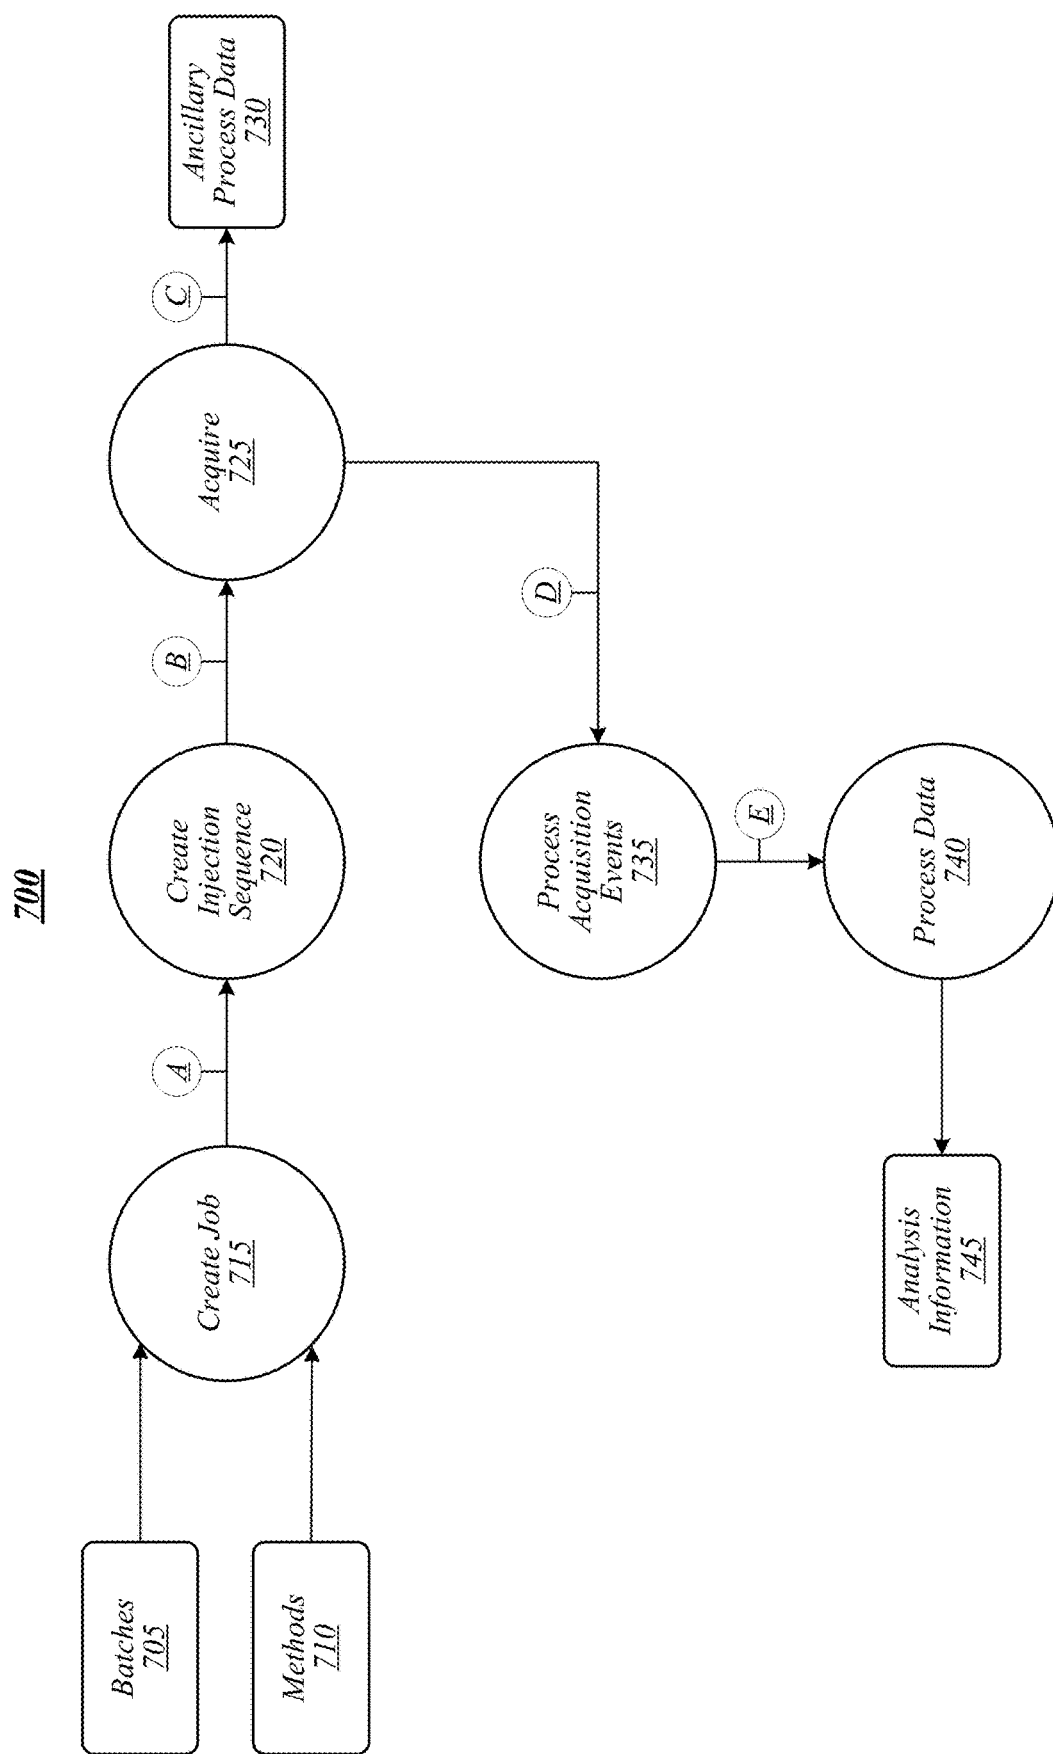 700
Batches
705
Methods
710
Create Job
715
A
Create
Injection
Sequence
720
B
Acquire
725
C
Ancillary
Process Data
730
D
Process
Acquisition
Events
735
E
Process Data
740
Analysis
Information
745